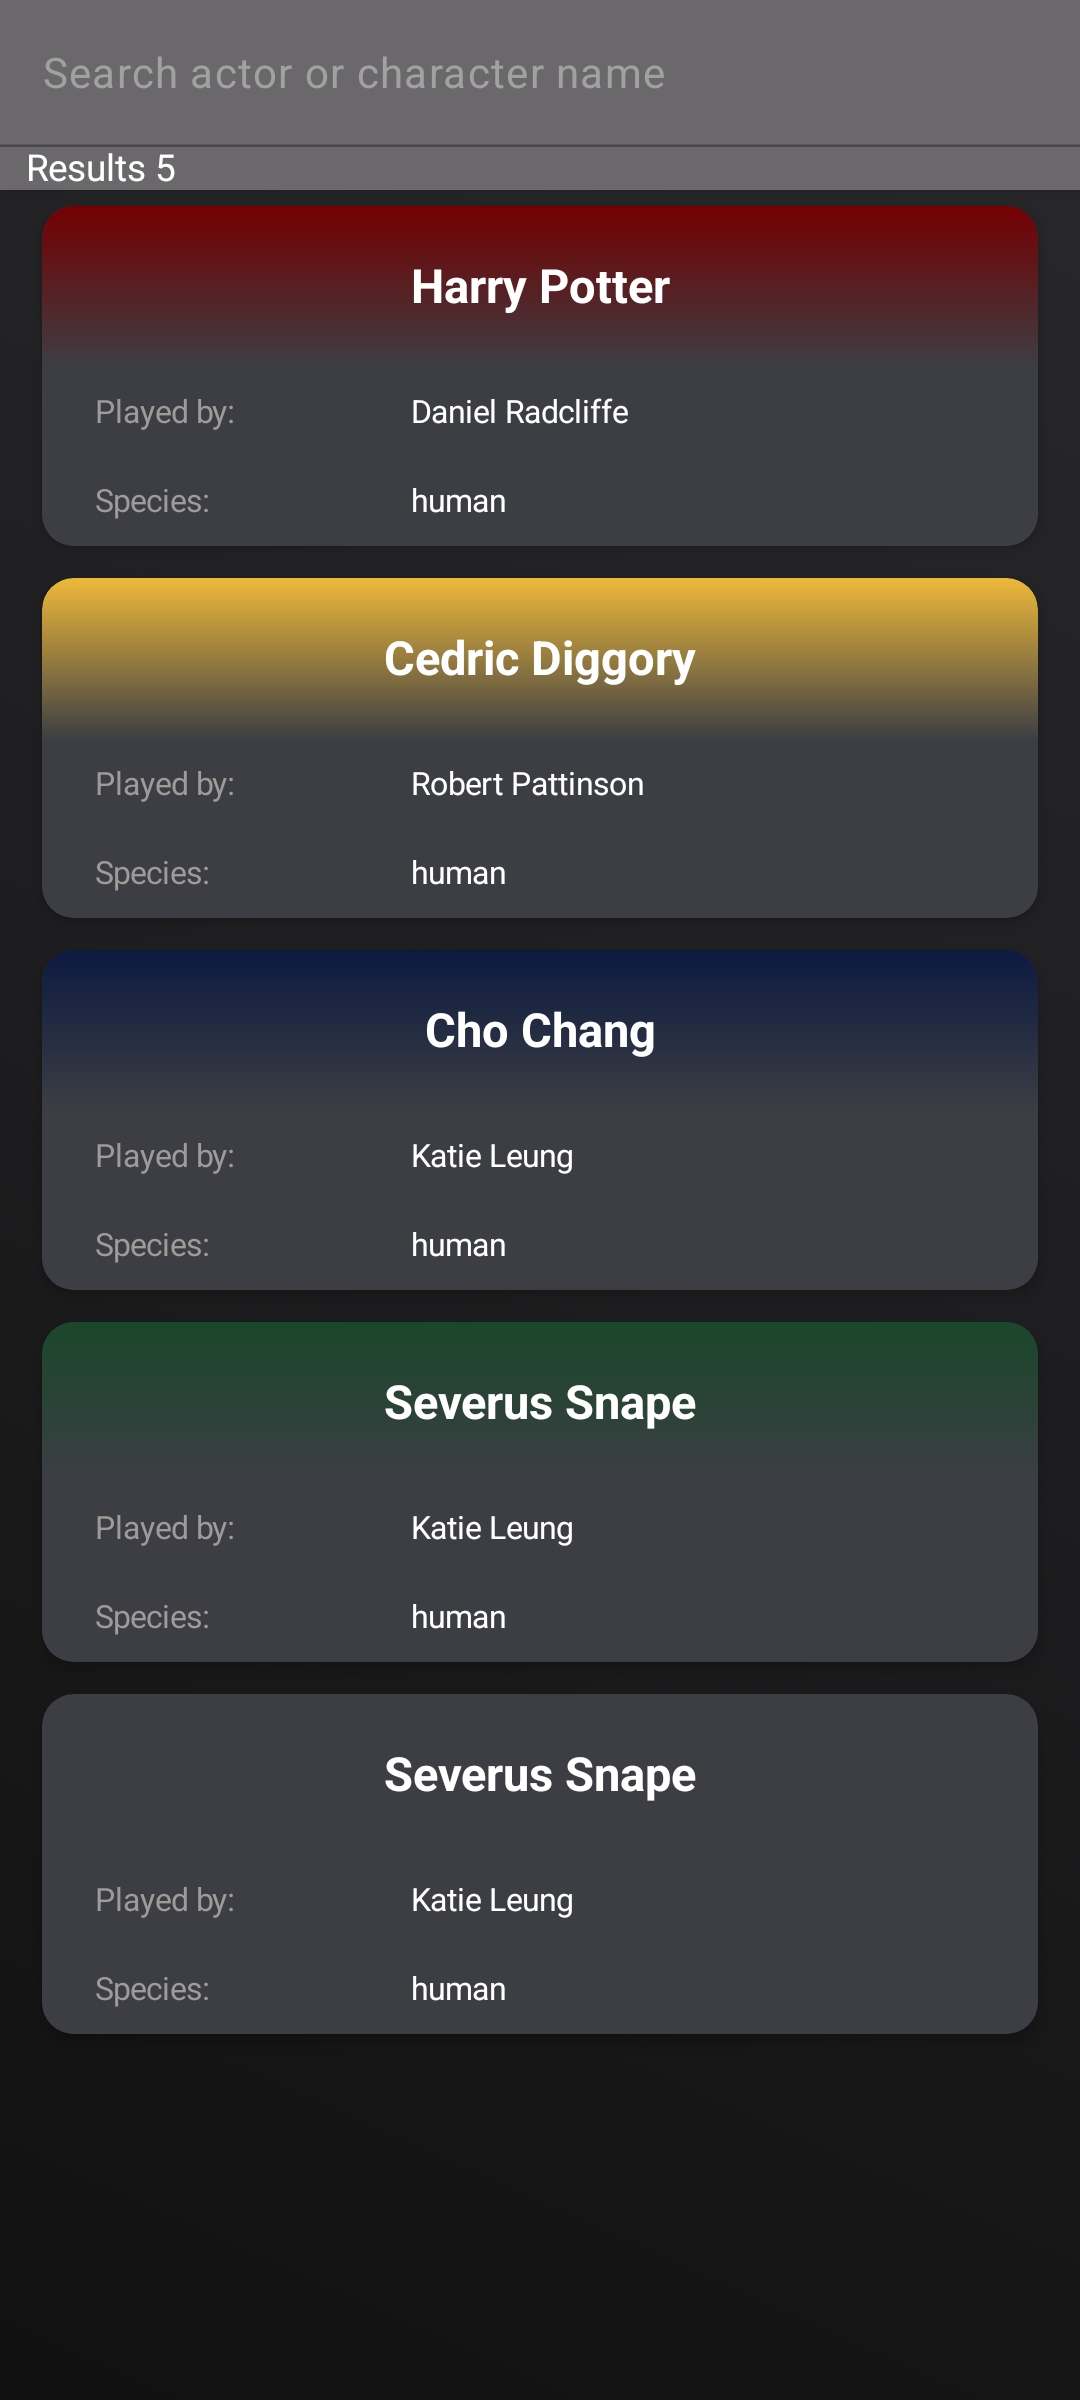 Search actor or character name
Results 5
Harry Potter
Played by: Daniel Radcliffe
Species: human
Cedric Diggory
Played by: Robert Pattinson
Species: human
Cho Chang
Played by: Katie Leung
Species: human
Severus Snape
Played by: Katie Leung
Species: human
Severus Snape
Played by: Katie Leung
Species: human